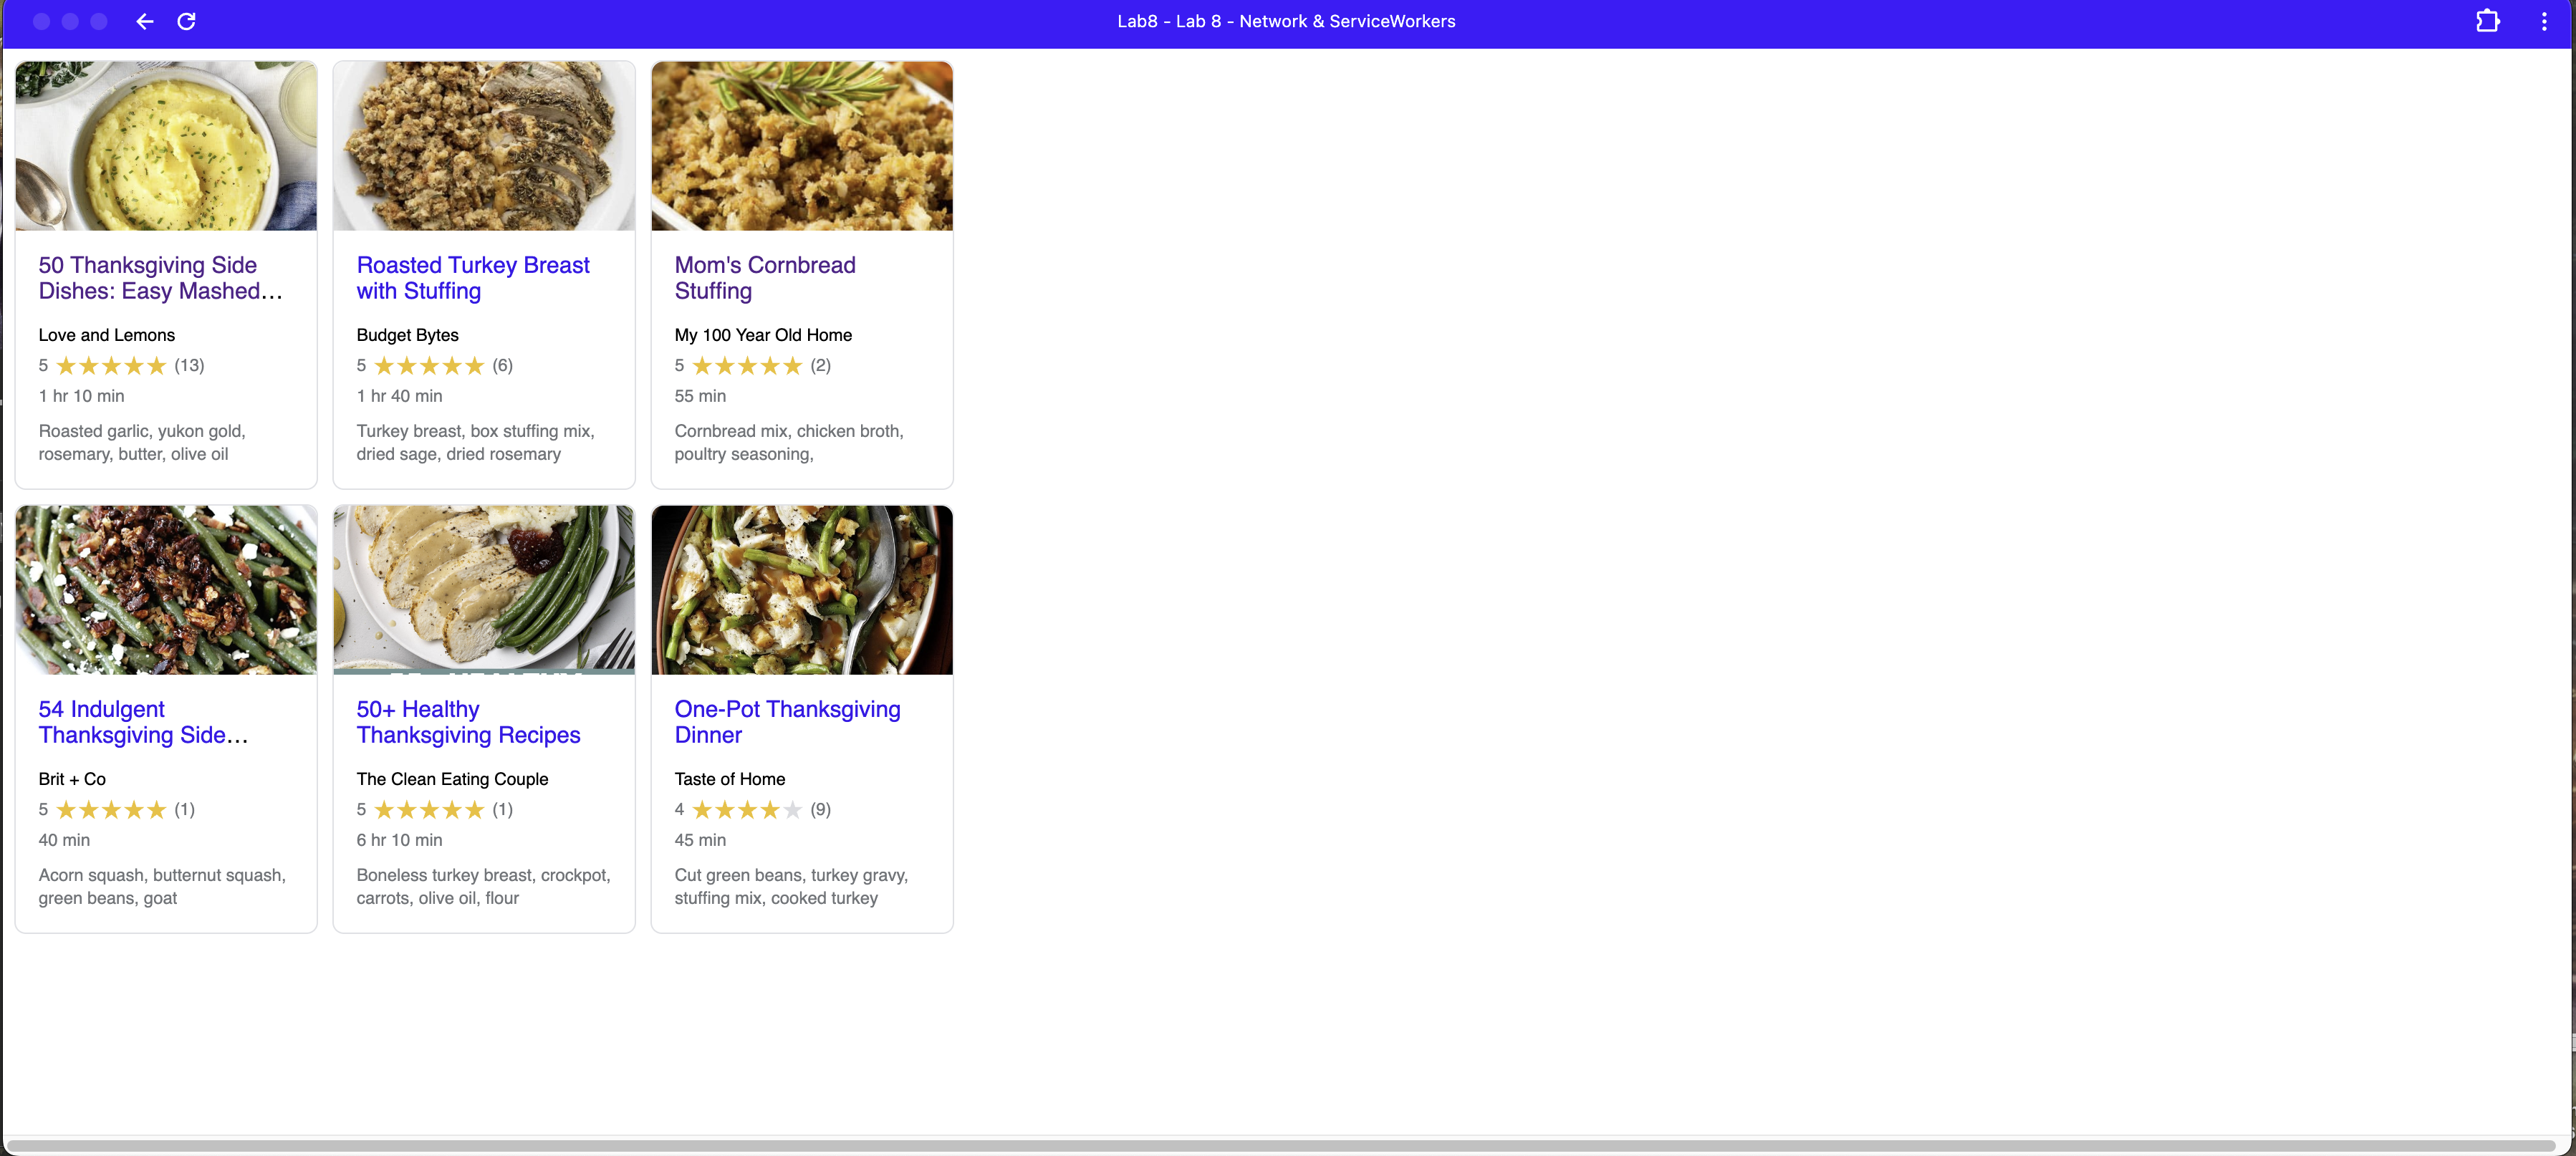 Lab8 - Lab 8 - Network & ServiceWorkers
50 Thanksgiving Side
Dishes: Easy Mashed…
Love and Lemons
5 ★★★★★ (13)
1 hr 10 min
Roasted garlic, yukon gold,
rosemary, butter, olive oil
Roasted Turkey Breast
with Stuffing
Budget Bytes
5 ★★★★★ (6)
1 hr 40 min
Turkey breast, box stuffing mix,
dried sage, dried rosemary
Mom's Cornbread
Stuffing
My 100 Year Old Home
5 ★★★★★ (2)
55 min
Cornbread mix, chicken broth,
poultry seasoning,
54 Indulgent
Thanksgiving Side…
Brit + Co
5 ★★★★★ (1)
40 min
Acorn squash, butternut squash,
green beans, goat
50+ Healthy
Thanksgiving Recipes
The Clean Eating Couple
5 ★★★★★ (1)
6 hr 10 min
Boneless turkey breast, crockpot,
carrots, olive oil, flour
One-Pot Thanksgiving
Dinner
Taste of Home
4 ★★★★★ (9)
45 min
Cut green beans, turkey gravy,
stuffing mix, cooked turkey